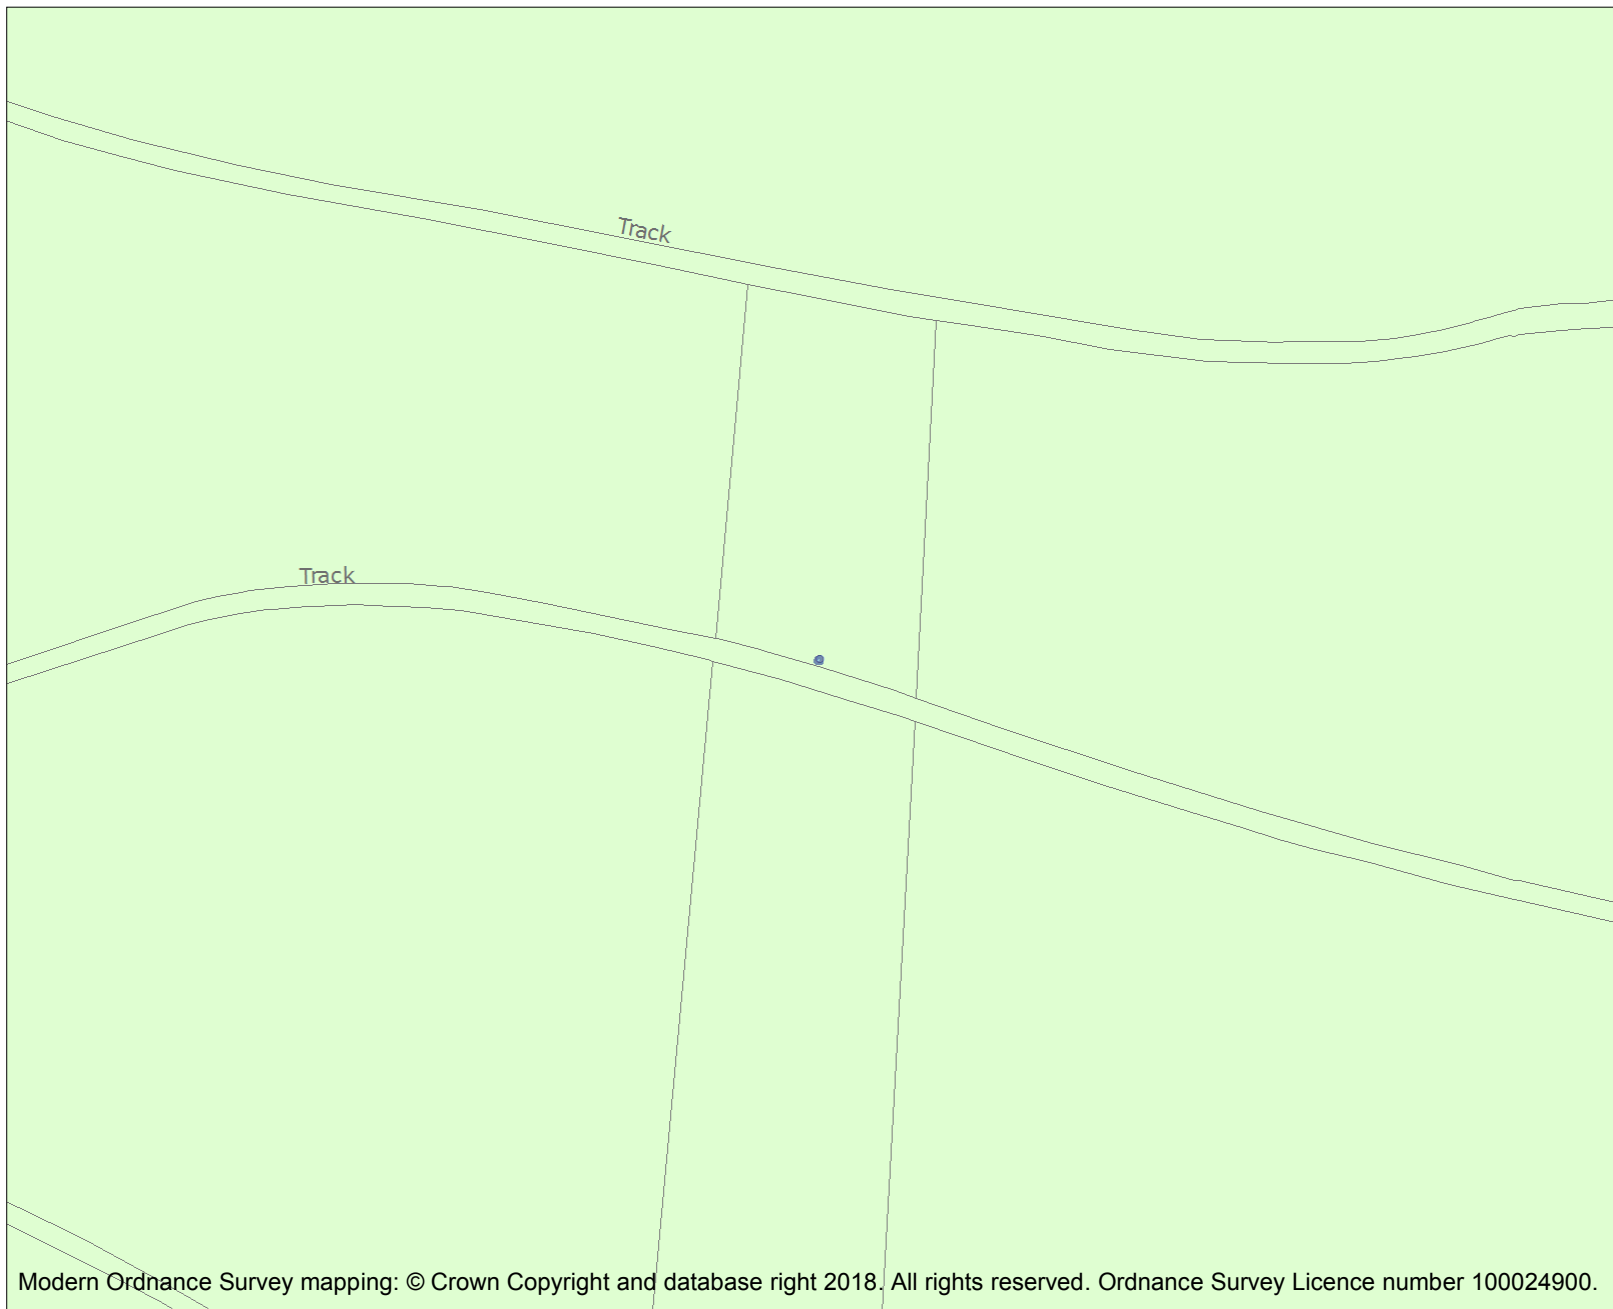 Track
Track
Modern Ordnance Survey mapping: © Crown Copyright and database right 2018. All rights reserved. Ordnance Survey Licence number 100024900.